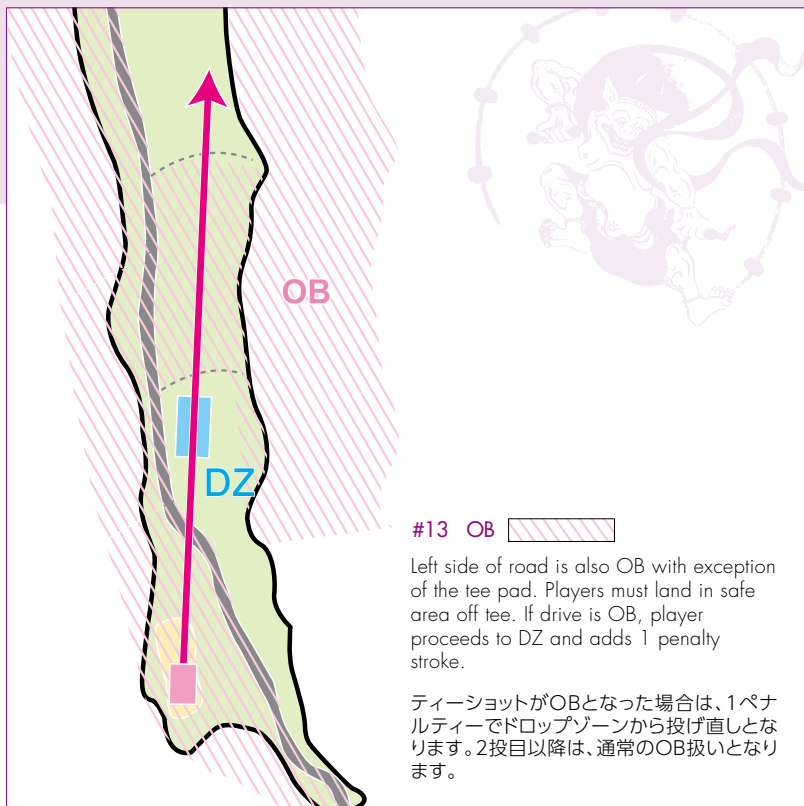 OB
DZ
#13 OB
Left side of road is also OB with exception
of the tee pad. Players must land in safe
area off tee. If drive is OB, player
proceeds to DZ and adds 1 penalty
stroke.
ティーショットがOBとなった場合は、1ペナ
ルティーでドロップゾーンから投げ直しとな
ります。2投目以降は、通常のOB扱いとなり
ます。